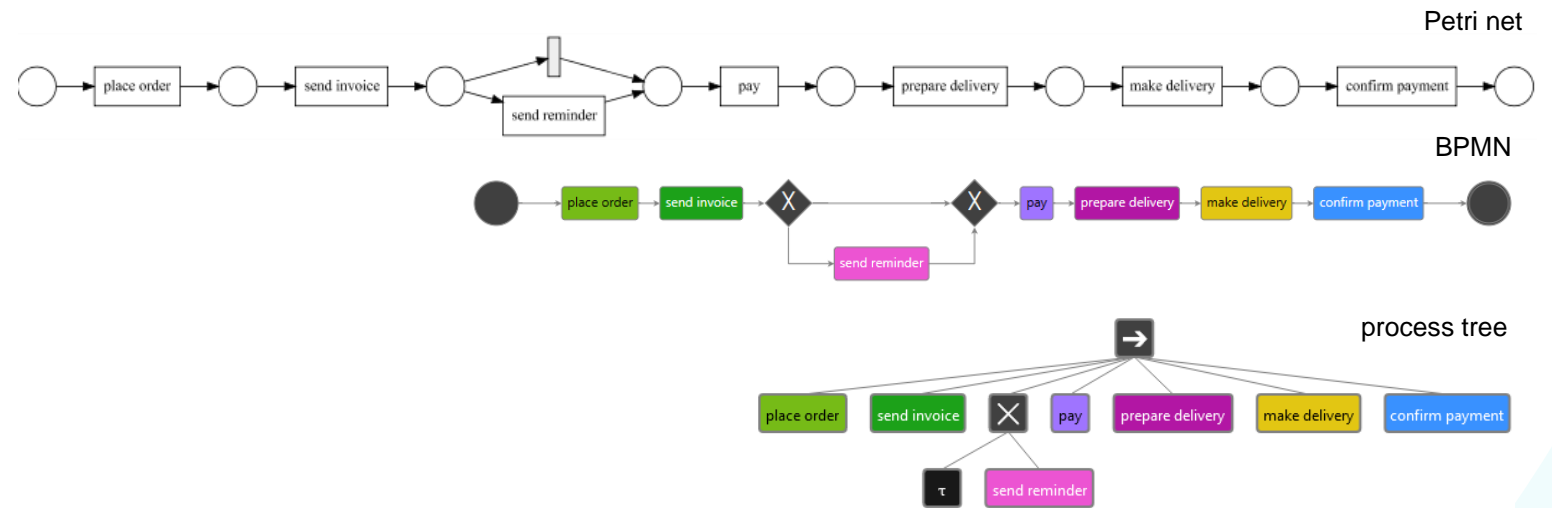 Petri net
place order
send invoice
send reminder
pay
prepare delivery
make delivery
confirm payment
BPMN
place order
send invoice
X
X
pay
prepare delivery
make delivery
confirm payment
send reminder
process tree
place order
send invoice
pay
prepare delivery
make delivery
confirm payment
τ
send reminder